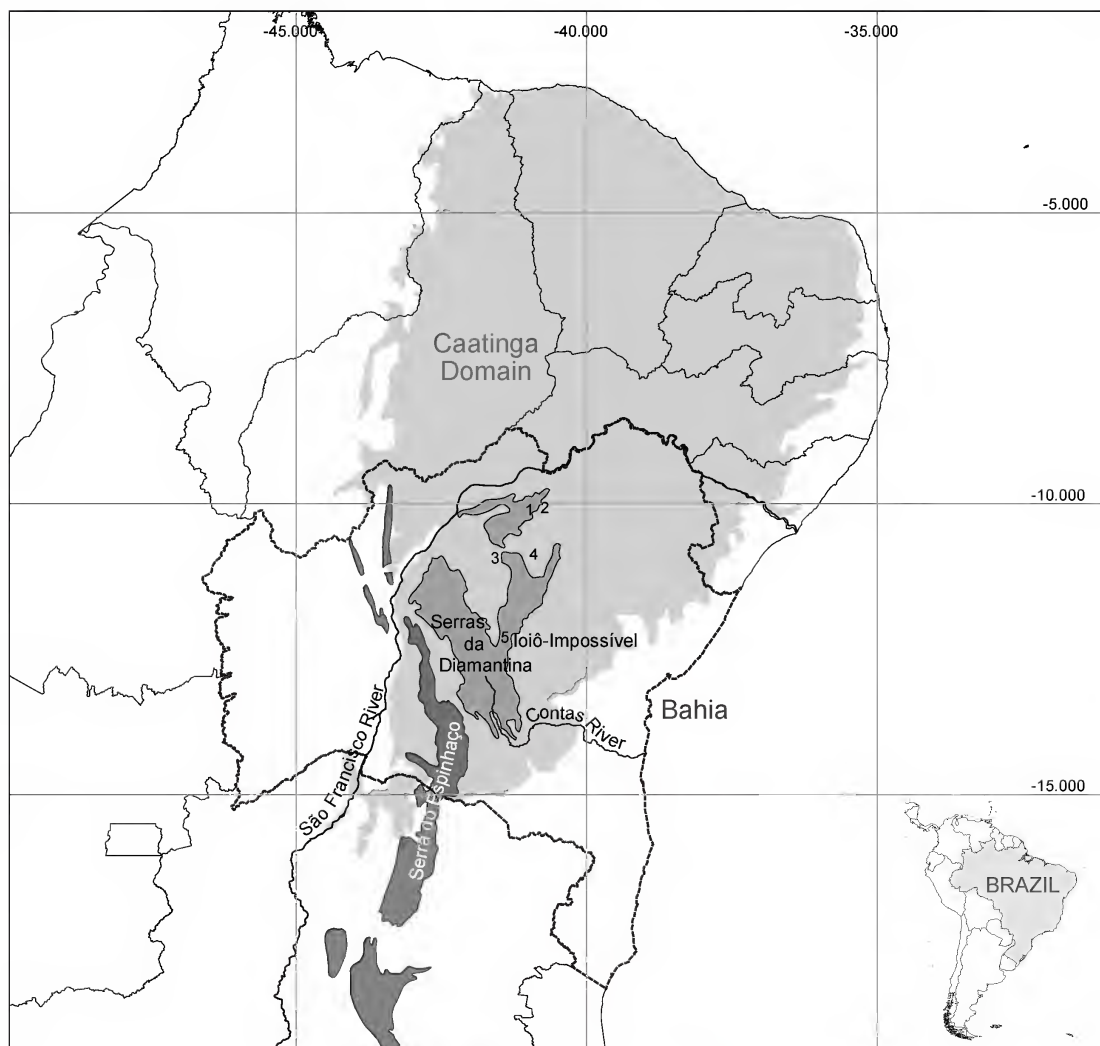 -45.000
-40.000
-35.000
-5.000
Caatinga
Domain
-10.000
1
2
3
4
Serras
da
Diamantina
5
Toiô-Impossível
São Francisco River
Contas River
Bahia
Serra do Espinhaço
-15.000
BRAZIL